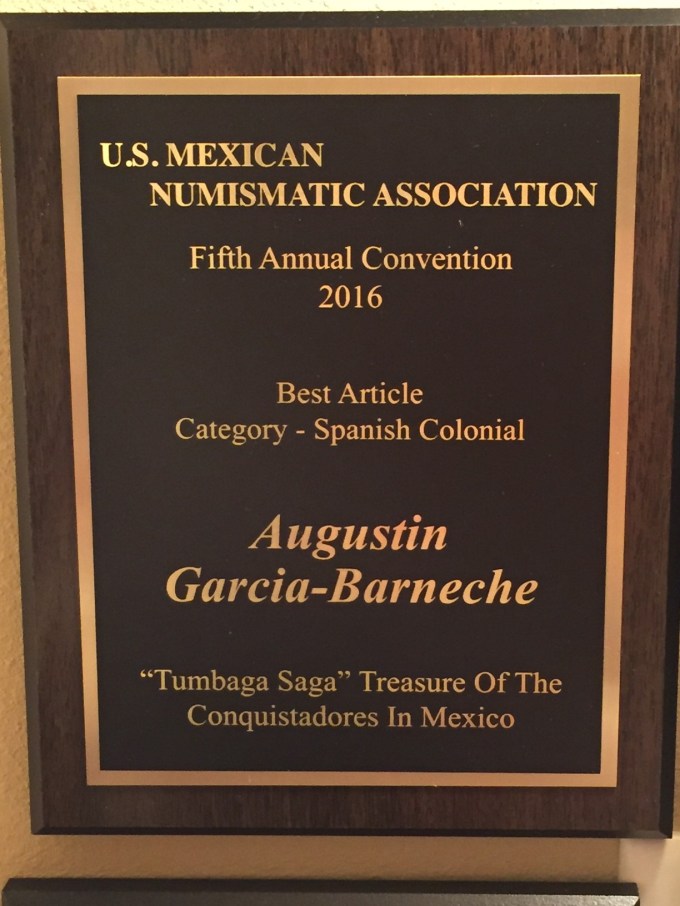 U.S. MEXICAN
NUMISMATIC ASSOCIATION
Fifth Annual Convention
2016
Best Article
Category - Spanish Colonial
Augustin
Garcia-Barneche
“Tumbaga Saga” Treasure Of The
Conquistadores In Mexico